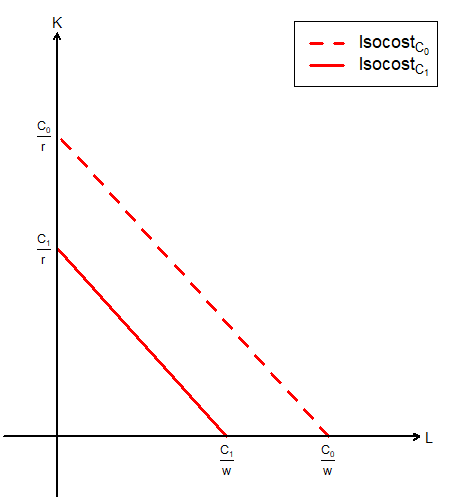 K
Isocost_C₀
Isocost_C₁
C₀
r
C₁
r
L
C₁
w
C₀
w